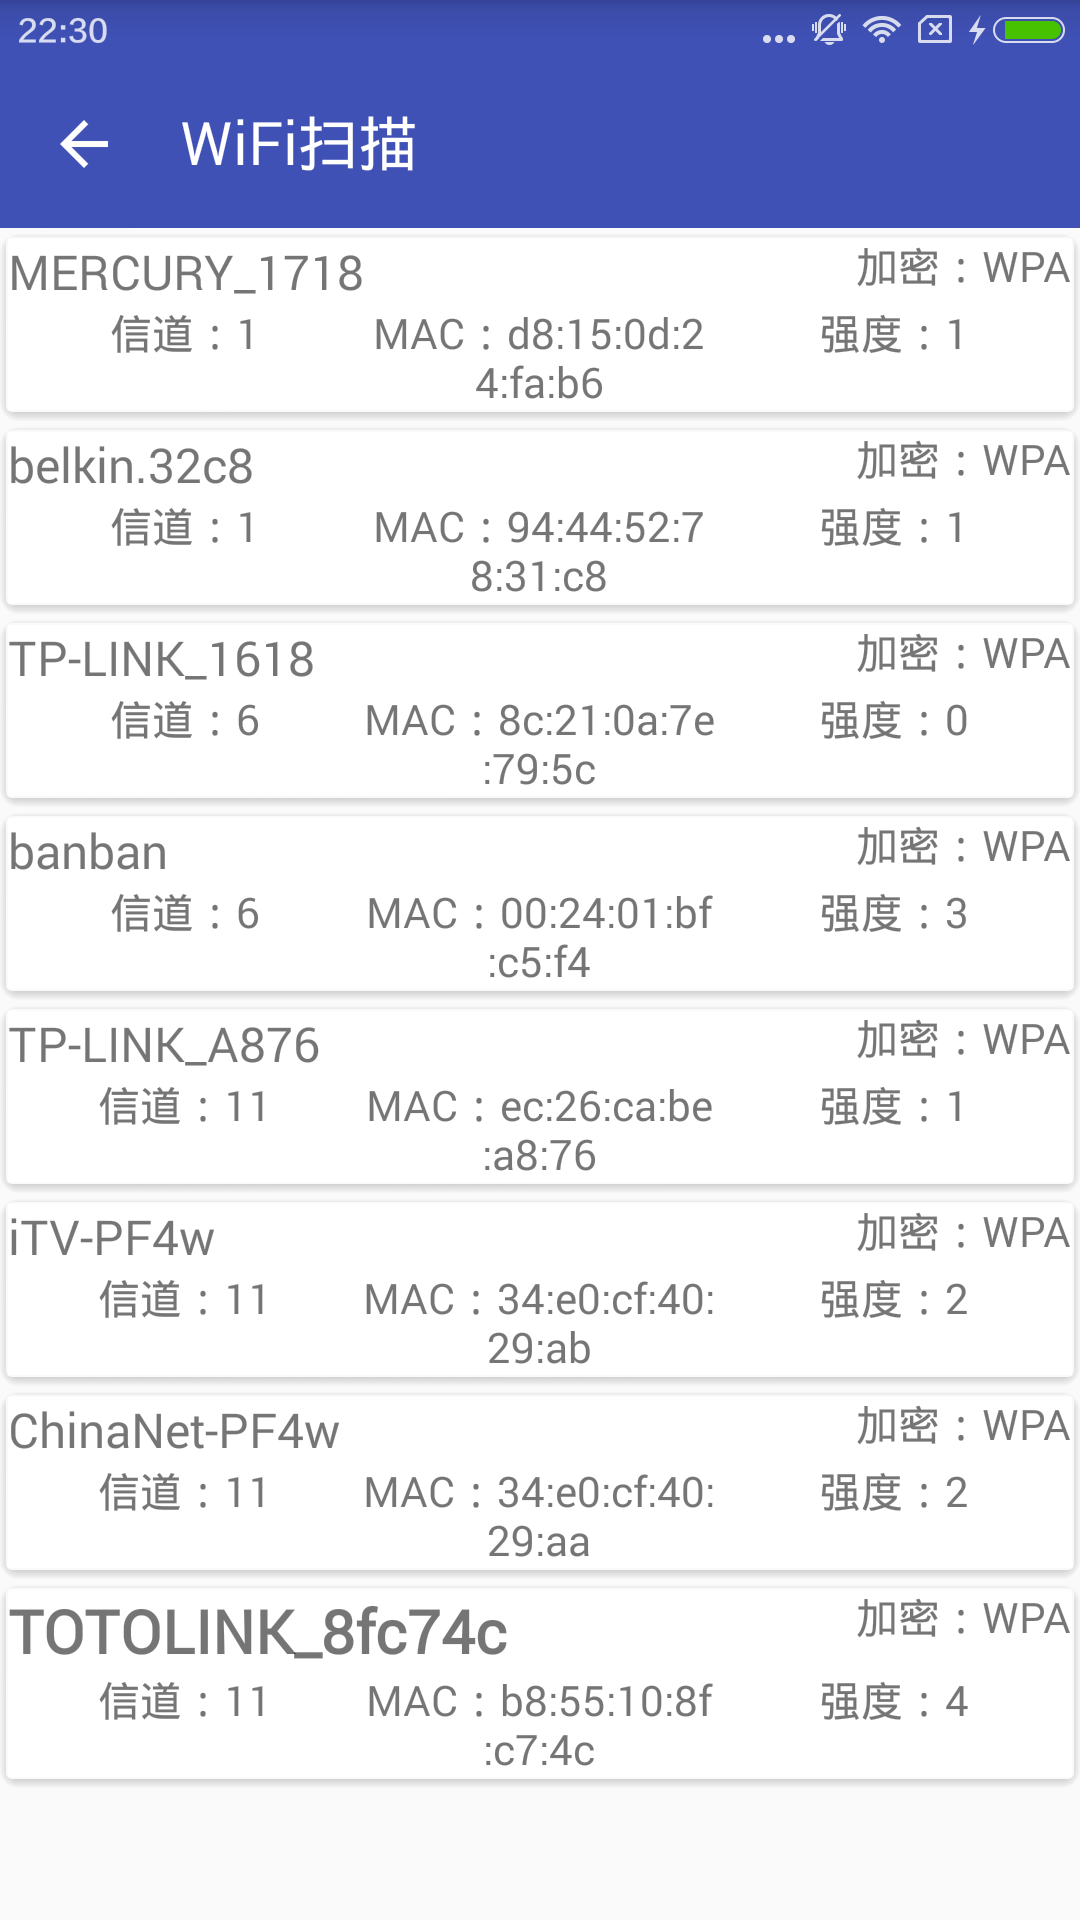 22:30
WiFi扫描
MERCURY_1718
加密：WPA
信道：1 MAC：d8:15:0d:2 强度：1
4:fa:b6
belkin.32c8
加密：WPA
信道：1 MAC：94:44:52:7 强度：1
8:31:c8
TP-LINK_1618
加密：WPA
信道：6 MAC：8c:21:0a:7e 强度：0
:79:5c
banban
加密：WPA
信道：6 MAC：00:24:01:bf 强度：3
:c5:f4
TP-LINK_A876
加密：WPA
信道：11 MAC：ec:26:ca:be 强度：1
:a8:76
iTV-PF4w
加密：WPA
信道：11 MAC：34:e0:cf:40: 强度：2
29:ab
ChinaNet-PF4w
加密：WPA
信道：11 MAC：34:e0:cf:40: 强度：2
29:aa
TOTOLINK_8fc74c
加密：WPA
信道：11 MAC：b8:55:10:8f 强度：4
:c7:4c